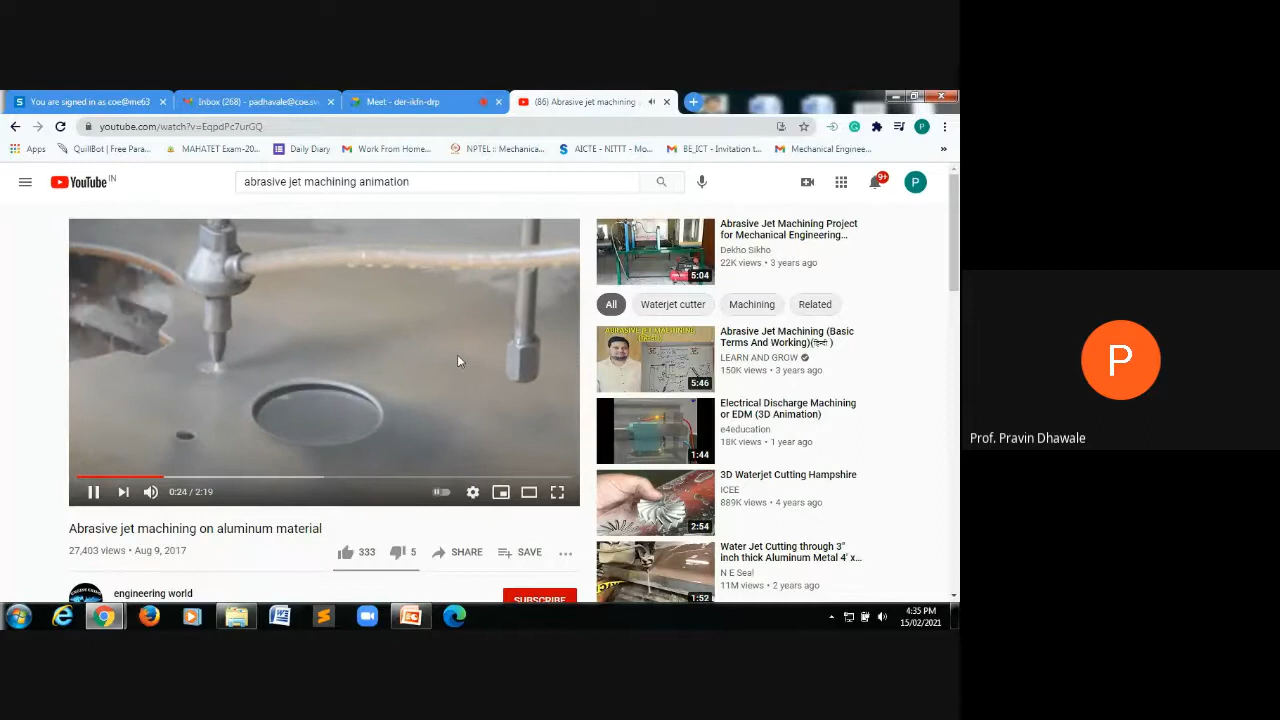 You are signed in as coe@me63
Inbox (268) - padhavale@coe.sv
Meet - der-ikfn-drp
(86) Abrasive jet machining
youtube.com/watch?v=EqpdPc7urGQ
P
Apps
QuillBot | Free Para...
MAHATET Exam-20...
Daily Diary
Work From Home...
NPTEL :: Mechanica...
AICTE - NITTT - Mo...
BE_ICT - Invitation t...
Mechanical Enginee...
»
YouTube IN
abrasive jet machining animation
9+
P
0:24 / 2:19
Abrasive jet machining on aluminum material
27,403 views • Aug 9, 2017
333
5
SHARE
SAVE
engineering world
SUBSCRIBE
5:04
Abrasive Jet Machining Project
for Mechanical Engineering...
Dekho Sikho
22K views • 3 years ago
All
Waterjet cutter
Machining
Related
ABRASIVE JET MACHINING
5:46
Abrasive Jet Machining (Basic
Terms And Working)(हिन्दी )
LEARN AND GROW
150K views • 3 years ago
1:44
Electrical Discharge Machining
or EDM (3D Animation)
e4education
18K views • 1 year ago
2:54
3D Waterjet Cutting Hampshire
ICEE
889K views • 4 years ago
1:52
Water Jet Cutting through 3"
inch thick Aluminum Metal 4' x...
N E Seal
11M views • 2 years ago
4:35 PM
15/02/2021
P
Prof. Pravin Dhawale